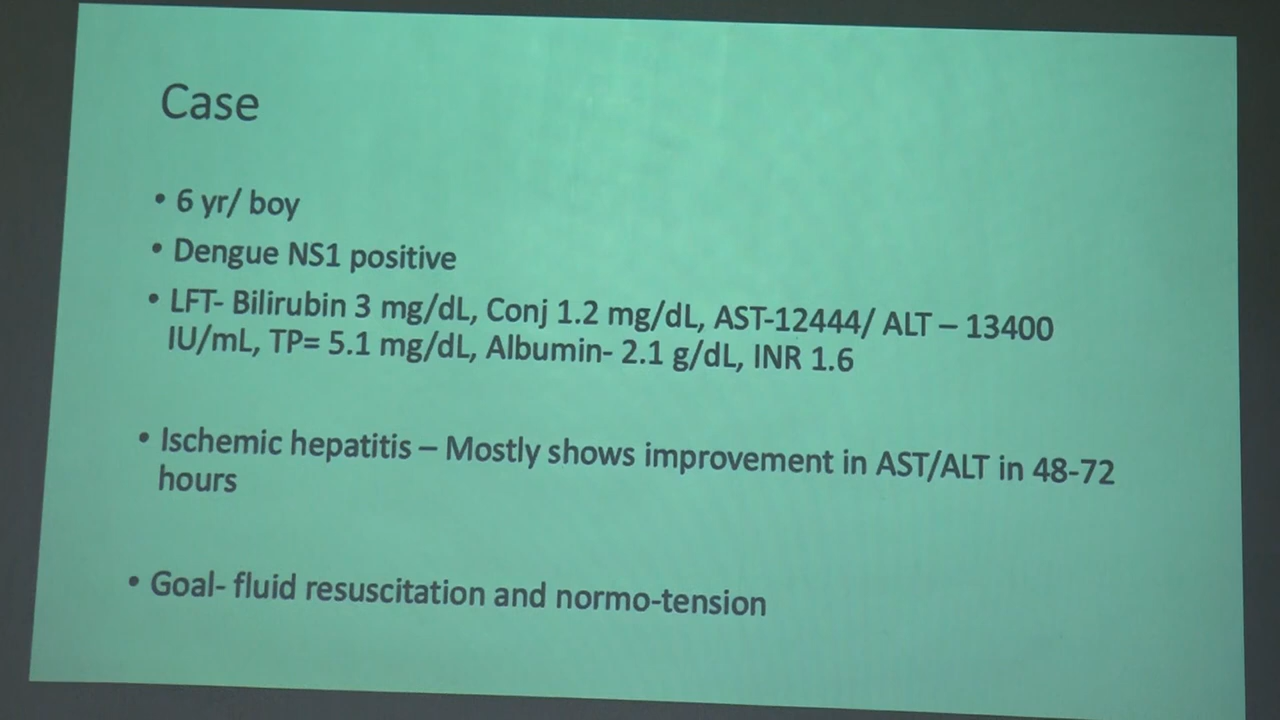 Case
• 6 yr/ boy
• Dengue NS1 positive
• LFT- Bilirubin 3 mg/dL, Conj 1.2 mg/dL, AST-12444/ ALT – 13400
IU/mL, TP= 5.1 mg/dL, Albumin- 2.1 g/dL, INR 1.6
• Ischemic hepatitis – Mostly shows improvement in AST/ALT in 48-72
hours
• Goal- fluid resuscitation and normo-tension